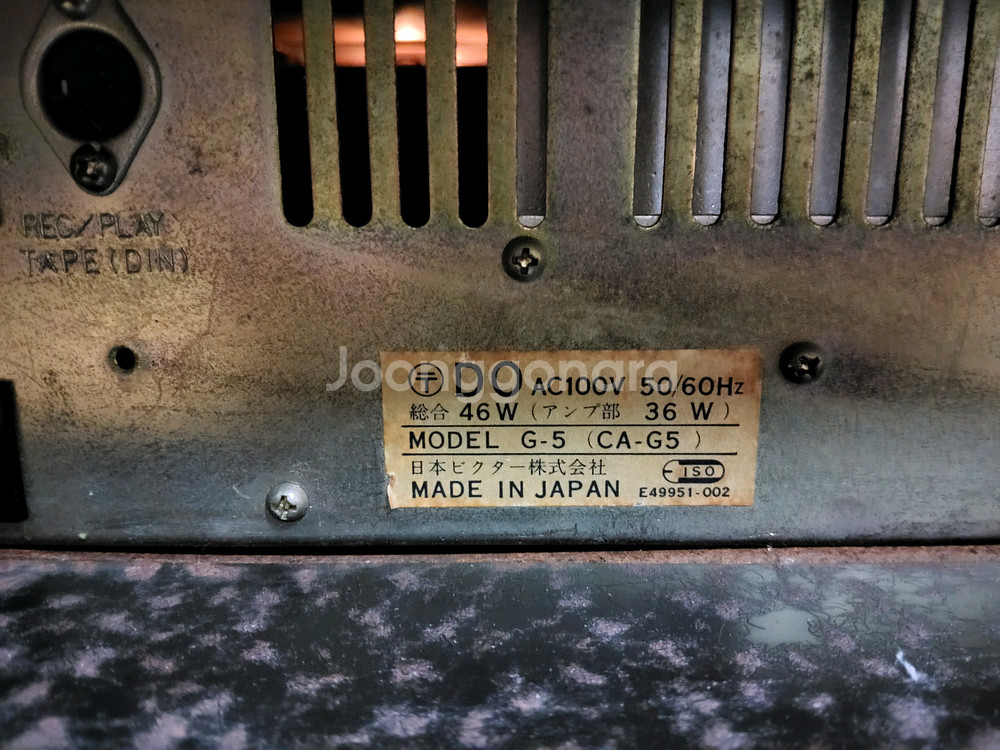 REC/PLAY
TAPE (DIN)
Joonggonara
〒 DO AC100V 50/60Hz
総合 46W (アンプ部 36 W)
MODEL G-5 (CA-G5 )
日本ビクター株式会社
ISO
MADE IN JAPAN E49951-002